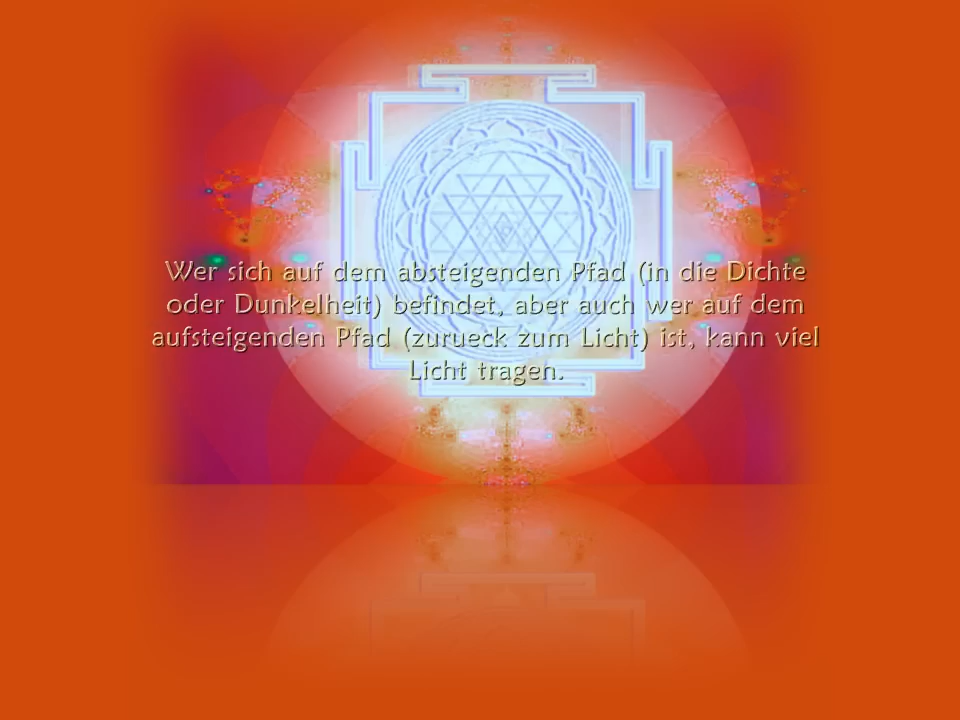 Wer sich auf dem absteigenden Pfad (in die Dichte
oder Dunkelheit) befindet, aber auch wer auf dem
aufsteigenden Pfad (zurueck zum Licht) ist, kann viel
Licht tragen.